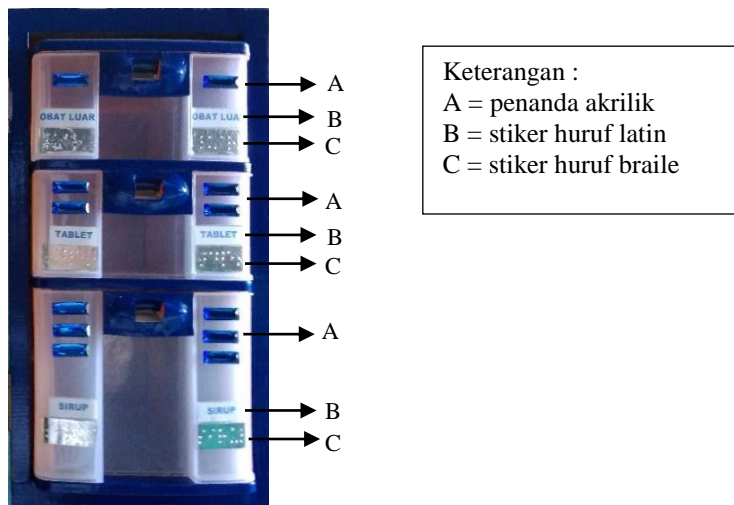 OBAT LUAR OBAT LUA
A
B
C
TABLET TABLET
A
B
C
SIRUP SIRUP
A
B
C
Keterangan :
A = penanda akrilik
B = stiker huruf latin
C = stiker huruf braile